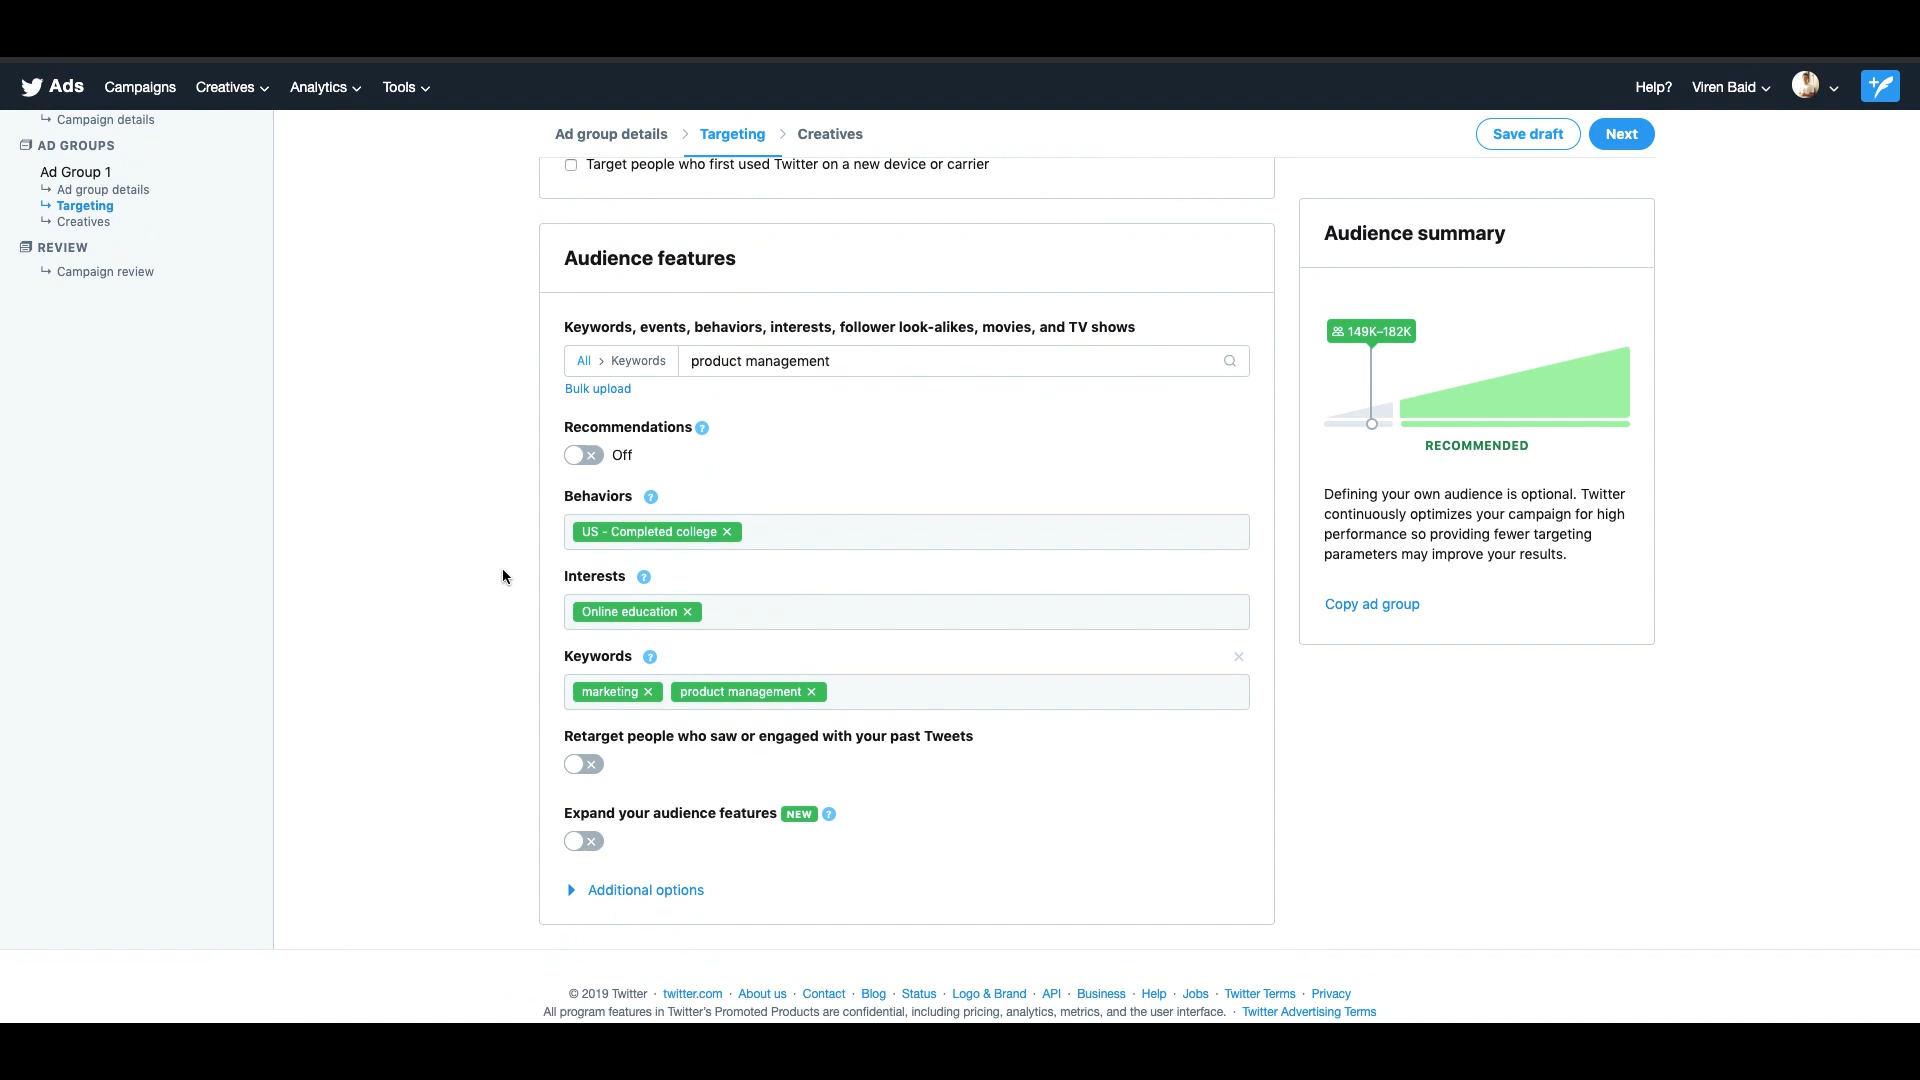 Ads Campaigns Creatives Analytics Tools Help? Viren Baid
Campaign details
AD GROUPS
Ad Group 1
Ad group details
Targeting
Creatives
REVIEW
Campaign review
Ad group details > Targeting > Creatives Save draft Next
Target people who first used Twitter on a new device or carrier
Audience features
Keywords, events, behaviors, interests, follower look-alikes, movies, and TV shows
All > Keywords product management
Bulk upload
Recommendations ?
Off
Behaviors ?
US - Completed college ×
Interests ?
Online education ×
Keywords ?
marketing × product management ×
Retarget people who saw or engaged with your past Tweets
Expand your audience features NEW ?
Additional options
Audience summary
149K–182K
RECOMMENDED
Defining your own audience is optional. Twitter
continuously optimizes your campaign for high
performance so providing fewer targeting
parameters may improve your results.
Copy ad group
© 2019 Twitter · twitter.com · About us · Contact · Blog · Status · Logo & Brand · API · Business · Help · Jobs · Twitter Terms · Privacy
All program features in Twitter's Promoted Products are confidential, including pricing, analytics, metrics, and the user interface. · Twitter Advertising Terms